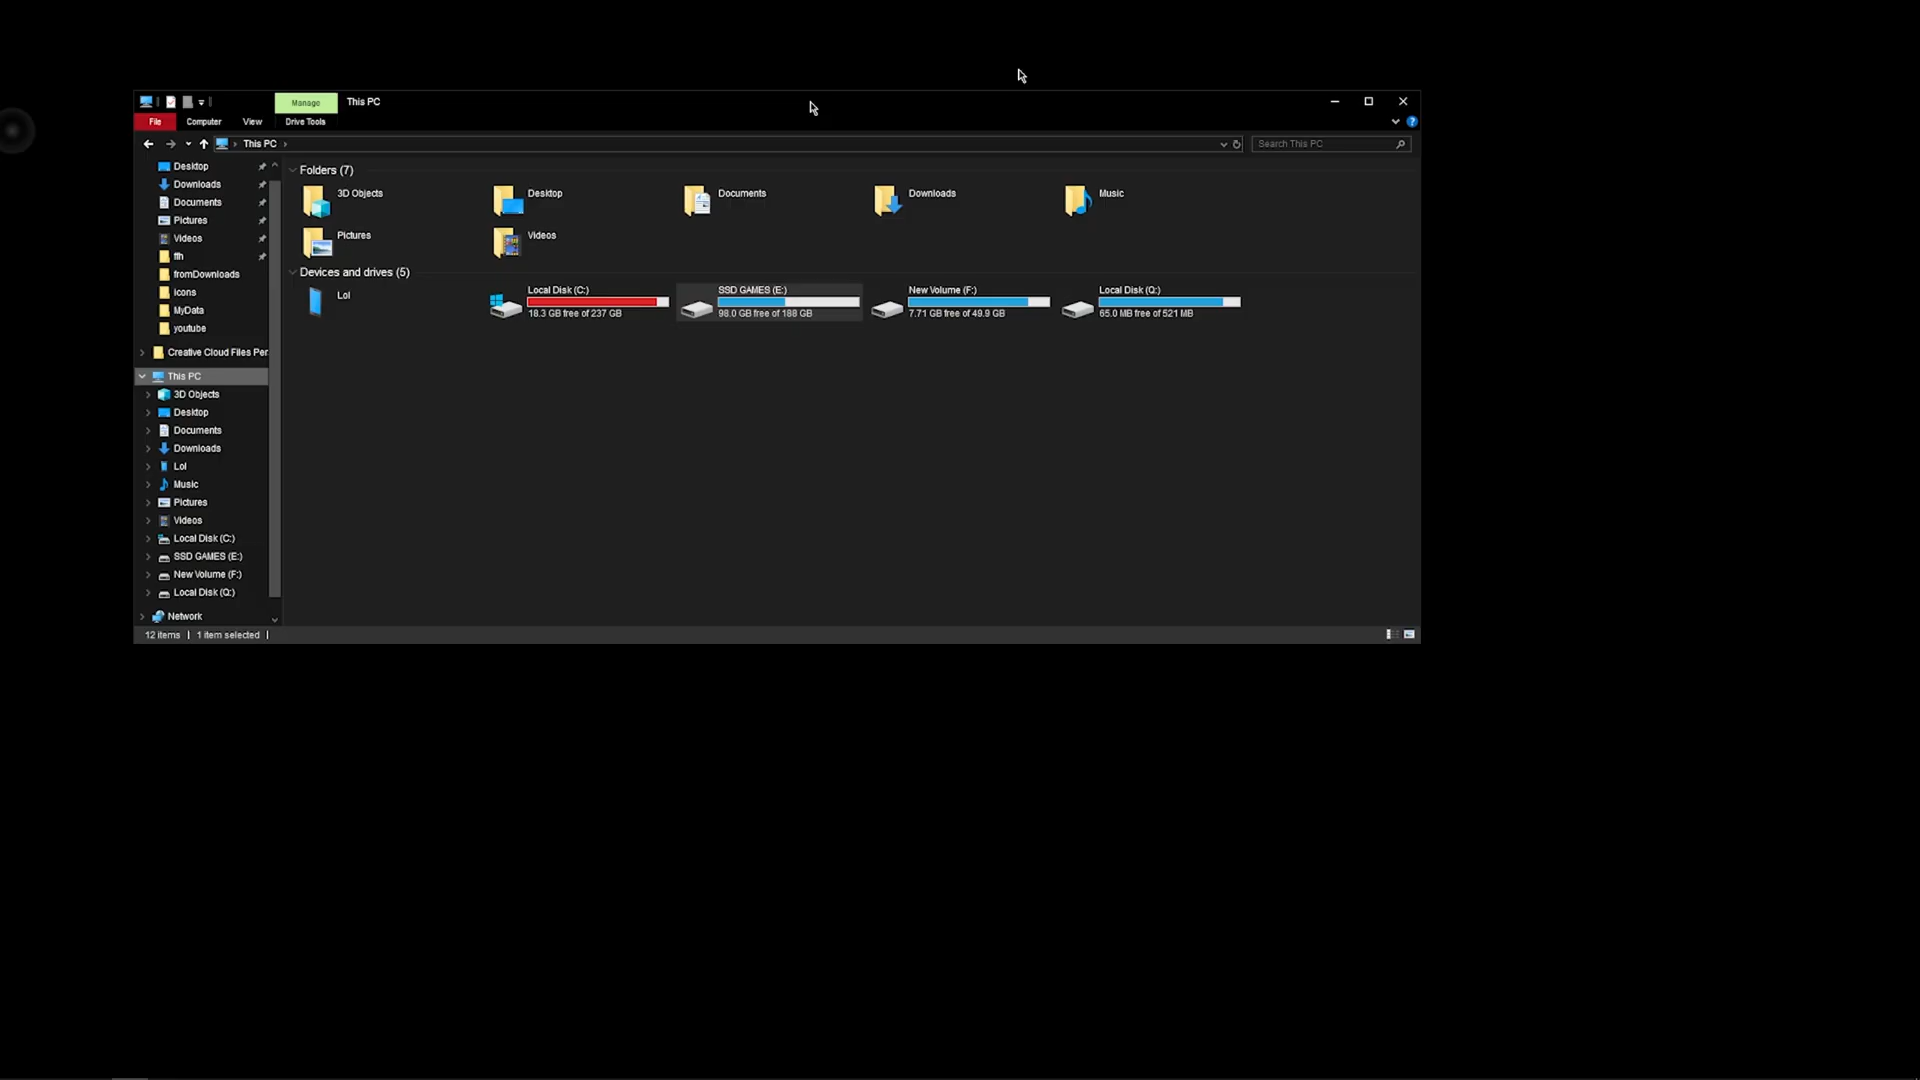 Manage This PC
File Computer View Drive Tools
This PC
Search This PC
Desktop
Downloads
Documents
Pictures
Videos
ffh
fromDownloads
icons
MyData
youtube
Creative Cloud Files Per
This PC
3D Objects
Desktop
Documents
Downloads
Lol
Music
Pictures
Videos
Local Disk (C:)
SSD GAMES (E:)
New Volume (F:)
Local Disk (Q:)
Network
Folders (7)
3D Objects Desktop Documents Downloads Music
Pictures Videos
Devices and drives (5)
Lol
Local Disk (C:)
18.3 GB free of 237 GB
SSD GAMES (E:)
98.0 GB free of 188 GB
New Volume (F:)
7.71 GB free of 49.9 GB
Local Disk (Q:)
65.0 MB free of 521 MB
12 items 1 item selected